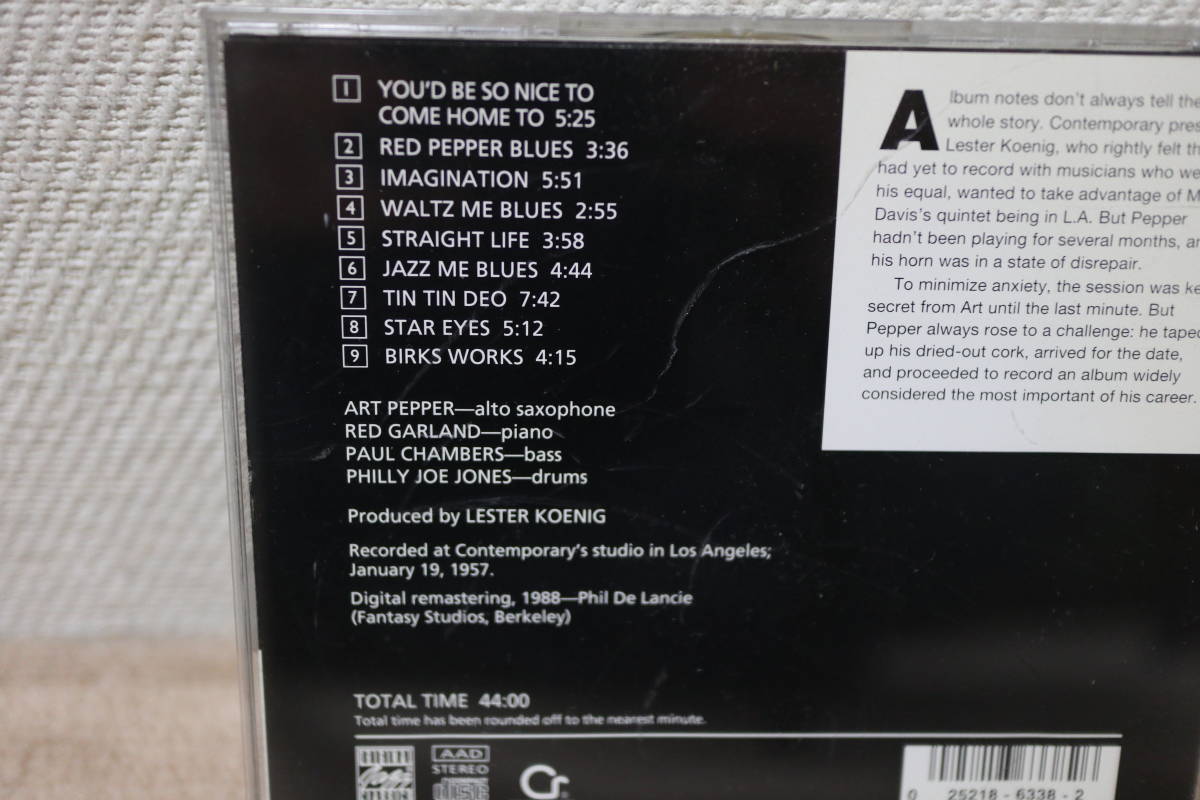 1 YOU'D BE SO NICE TO
COME HOME TO 5:25
2 RED PEPPER BLUES 3:36
3 IMAGINATION 5:51
4 WALTZ ME BLUES 2:55
5 STRAIGHT LIFE 3:58
6 JAZZ ME BLUES 4:44
7 TIN TIN DEO 7:42
8 STAR EYES 5:12
9 BIRKS WORKS 4:15
ART PEPPER—alto saxophone
RED GARLAND—piano
PAUL CHAMBERS—bass
PHILLY JOE JONES—drums
Produced by LESTER KOENIG
Recorded at Contemporary's studio in Los Angeles;
January 19, 1957.
Digital remastering, 1988—Phil De Lancie
(Fantasy Studios, Berkeley)
TOTAL TIME 44:00
Total time has been rounded off to the nearest minute.
AAD
STEREO
Album notes don't always tell the
whole story. Contemporary pres
Lester Koenig, who rightly felt th
had yet to record with musicians who we
his equal, wanted to take advantage of M
Davis's quintet being in L.A. But Pepper
hadn't been playing for several months, an
his horn was in a state of disrepair.
To minimize anxiety, the session was ke
secret from Art until the last minute. But
Pepper always rose to a challenge: he taped
up his dried-out cork, arrived for the date,
and proceeded to record an album widely
considered the most important of his career.
0 25218-6338-2